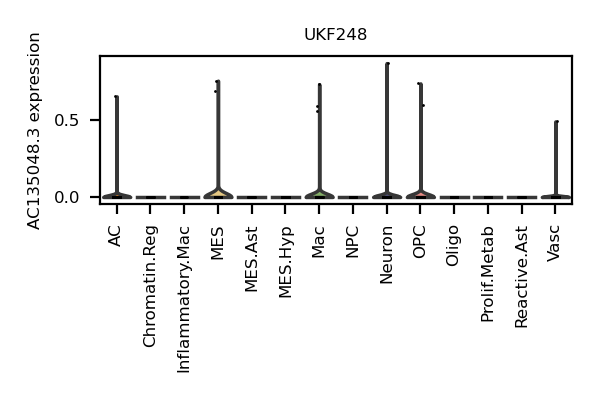 UKF248
AC135048.3 expression
0.5
0.0
AC
Chromatin.Reg
Inflammatory.Mac
MES
MES.Ast
MES.Hyp
Mac
NPC
Neuron
OPC
Oligo
Prolif.Metab
Reactive.Ast
Vasc